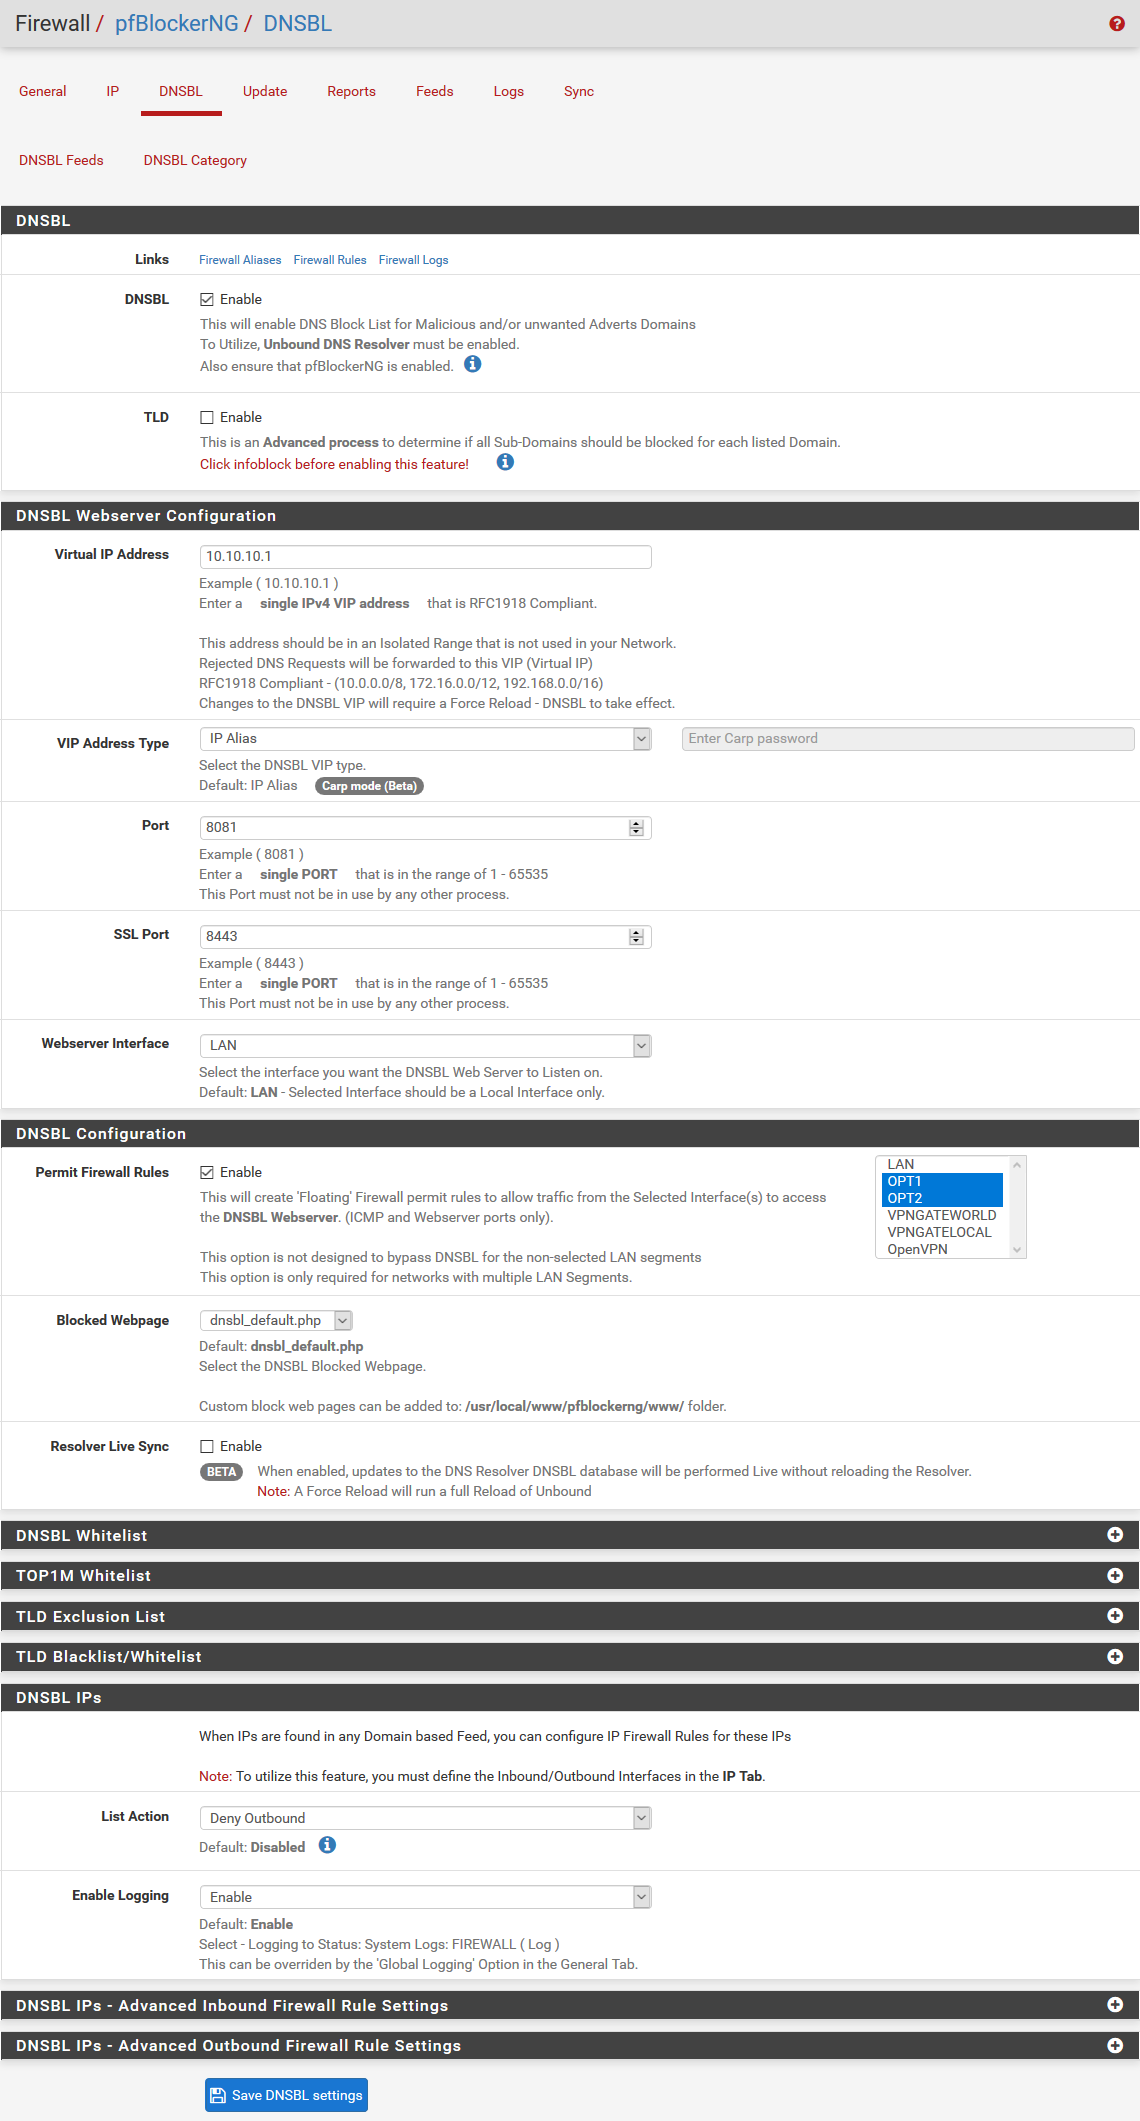 Firewall / pfBlockerNG / DNSBL
General IP DNSBL Update Reports Feeds Logs Sync
DNSBL Feeds DNSBL Category
DNSBL
Links Firewall Aliases Firewall Rules Firewall Logs
DNSBL Enable
This will enable DNS Block List for Malicious and/or unwanted Adverts Domains
To Utilize, Unbound DNS Resolver must be enabled.
Also ensure that pfBlockerNG is enabled.
TLD Enable
This is an Advanced process to determine if all Sub-Domains should be blocked for each listed Domain.
Click infoblock before enabling this feature!
DNSBL Webserver Configuration
Virtual IP Address 10.10.10.1
Example ( 10.10.10.1 )
Enter a single IPv4 VIP address that is RFC1918 Compliant.
This address should be in an Isolated Range that is not used in your Network.
Rejected DNS Requests will be forwarded to this VIP (Virtual IP)
RFC1918 Compliant - (10.0.0.0/8, 172.16.0.0/12, 192.168.0.0/16)
Changes to the DNSBL VIP will require a Force Reload - DNSBL to take effect.
VIP Address Type IP Alias Enter Carp password
Select the DNSBL VIP type.
Default: IP Alias Carp mode (Beta)
Port 8081
Example ( 8081 )
Enter a single PORT that is in the range of 1 - 65535
This Port must not be in use by any other process.
SSL Port 8443
Example ( 8443 )
Enter a single PORT that is in the range of 1 - 65535
This Port must not be in use by any other process.
Webserver Interface LAN
Select the interface you want the DNSBL Web Server to Listen on.
Default: LAN - Selected Interface should be a Local Interface only.
DNSBL Configuration
Permit Firewall Rules Enable
This will create 'Floating' Firewall permit rules to allow traffic from the Selected Interface(s) to access
the DNSBL Webserver. (ICMP and Webserver ports only).
This option is not designed to bypass DNSBL for the non-selected LAN segments
This option is only required for networks with multiple LAN Segments.
LAN
OPT1
OPT2
VPNGATEWORLD
VPNGATELOCAL
OpenVPN
Blocked Webpage dnsbl_default.php
Default: dnsbl_default.php
Select the DNSBL Blocked Webpage.
Custom block web pages can be added to: /usr/local/www/pfblockerng/www/ folder.
Resolver Live Sync Enable
BETA When enabled, updates to the DNS Resolver DNSBL database will be performed Live without reloading the Resolver.
Note: A Force Reload will run a full Reload of Unbound
DNSBL Whitelist
TOP1M Whitelist
TLD Exclusion List
TLD Blacklist/Whitelist
DNSBL IPs
When IPs are found in any Domain based Feed, you can configure IP Firewall Rules for these IPs
Note: To utilize this feature, you must define the Inbound/Outbound Interfaces in the IP Tab.
List Action Deny Outbound
Default: Disabled
Enable Logging Enable
Default: Enable
Select - Logging to Status: System Logs: FIREWALL ( Log )
This can be overriden by the 'Global Logging' Option in the General Tab.
DNSBL IPs - Advanced Inbound Firewall Rule Settings
DNSBL IPs - Advanced Outbound Firewall Rule Settings
Save DNSBL settings